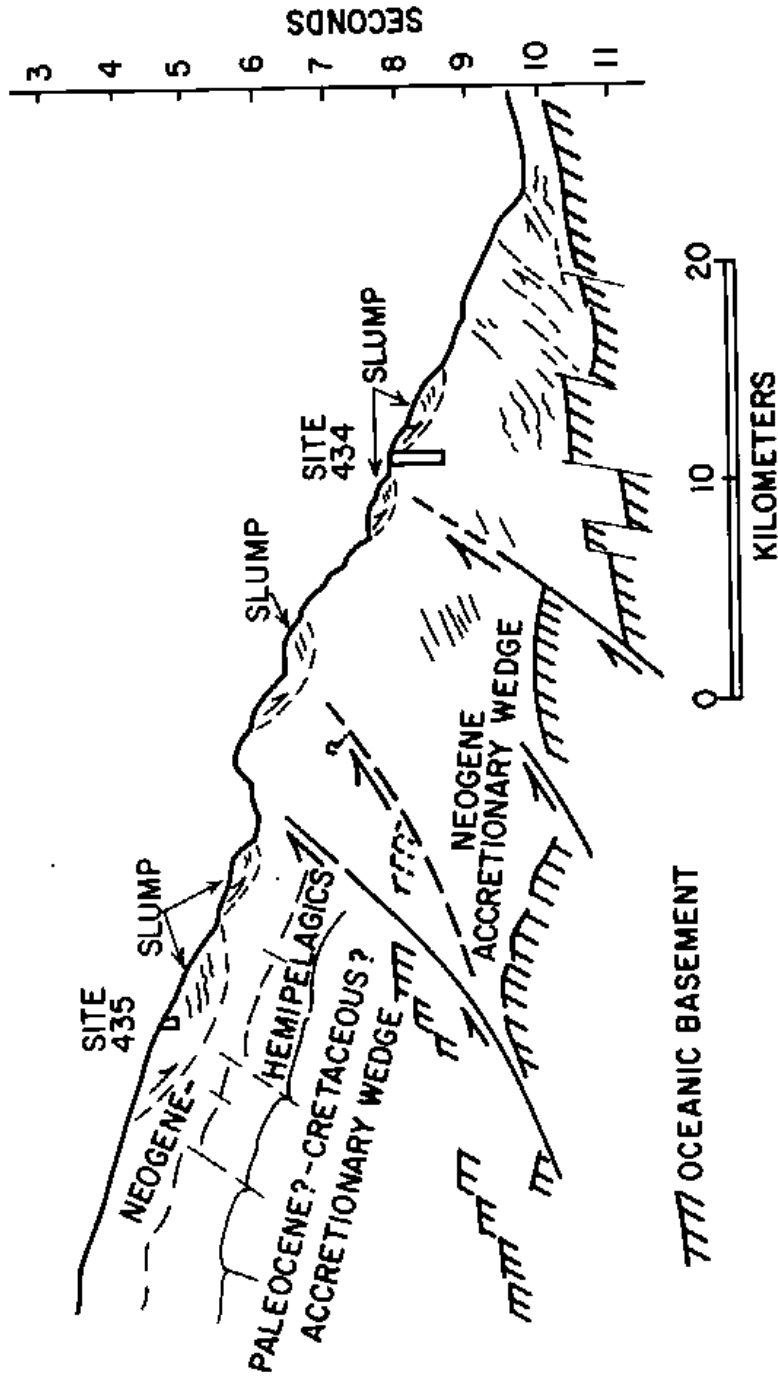 SITE
435
SLUMP
SLUMP
SITE
434
SLUMP
SECONDS
3
4
5
6
7
8
9
10
11
NEOGENE-
HEMIPELAGICS
PALEOCENE?-CRETACEOUS?
ACCRETIONARY WEDGE
?
NEOGENE
ACCRETIONARY WEDGE
OCEANIC BASEMENT
0
10
20
KILOMETERS